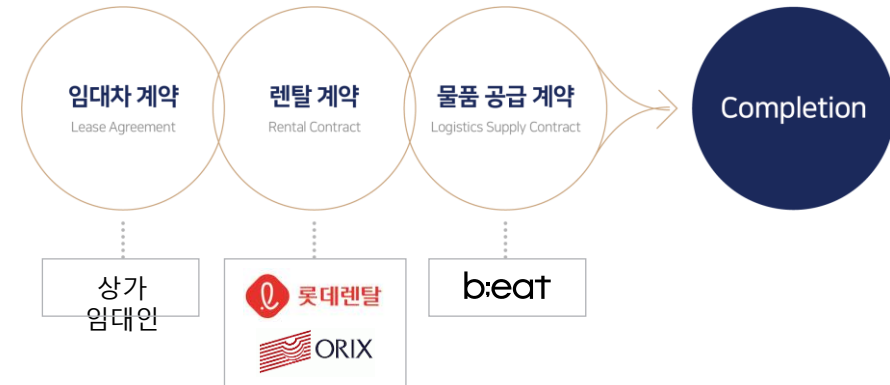 임대차 계약
Lease Agreement
렌탈 계약
Rental Contract
물품 공급 계약
Logistics Supply Contract
Completion
상가
임대인
롯데렌탈
ORIX
b;eat